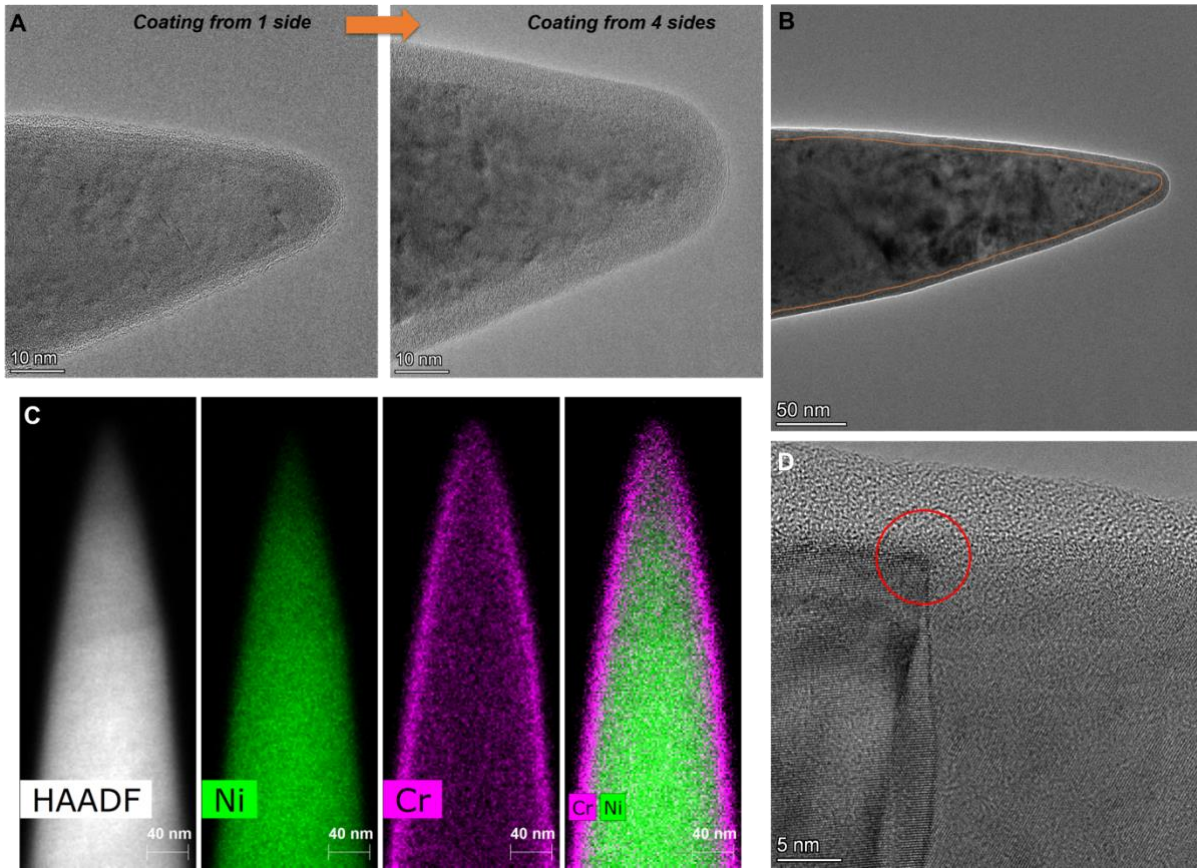 A
Coating from 1 side
Coating from 4 sides
10 nm
10 nm
B
50 nm
C
HAADF
Ni
Cr
Cr Ni
40 nm
40 nm
40 nm
40 nm
D
5 nm